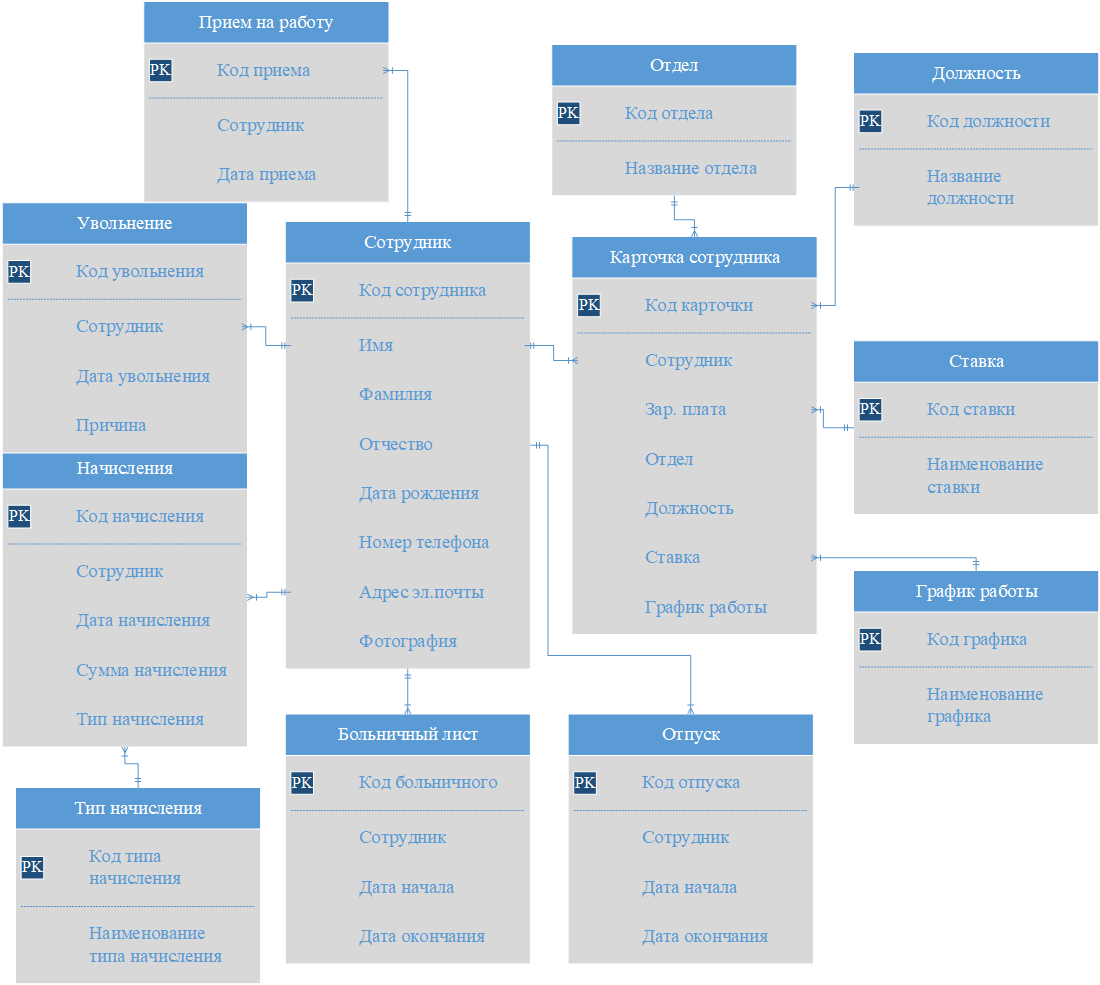 Прием на работу
PK
Код приема
Сотрудник
Дата приема
Отдел
PK
Код отдела
Название отдела
Должность
PK
Код должности
Название
должности
Увольнение
PK
Код увольнения
Сотрудник
Дата увольнения
Причина
Сотрудник
PK
Код сотрудника
Имя
Фамилия
Отчество
Дата рождения
Номер телефона
Адрес эл.почты
Фотография
Карточка сотрудника
PK
Код карточки
Сотрудник
Зар. плата
Отдел
Должность
Ставка
График работы
Ставка
PK
Код ставки
Наименование
ставки
Начисления
PK
Код начисления
Сотрудник
Дата начисления
Сумма начисления
Тип начисления
График работы
PK
Код графика
Наименование
графика
Тип начисления
PK
Код типа
начисления
Наименование
типа начисления
Больничный лист
PK
Код больничного
Сотрудник
Дата начала
Дата окончания
Отпуск
PK
Код отпуска
Сотрудник
Дата начала
Дата окончания